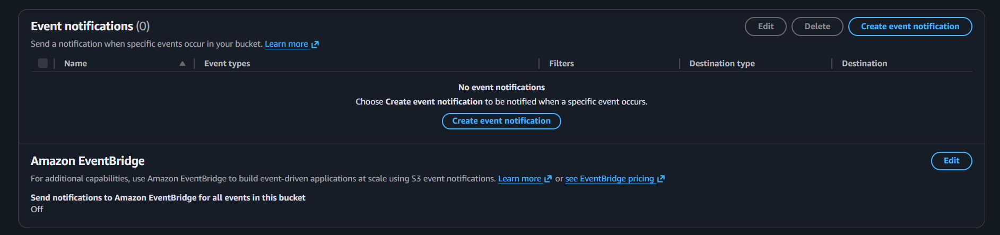 Event notifications (0)
Edit
Delete
Create event notification
Send a notification when specific events occur in your bucket. Learn more
Name
Event types
Filters
Destination type
Destination
No event notifications
Choose Create event notification to be notified when a specific event occurs.
Create event notification
Amazon EventBridge
Edit
For additional capabilities, use Amazon EventBridge to build event-driven applications at scale using S3 event notifications. Learn more or see EventBridge pricing
Send notifications to Amazon EventBridge for all events in this bucket
Off